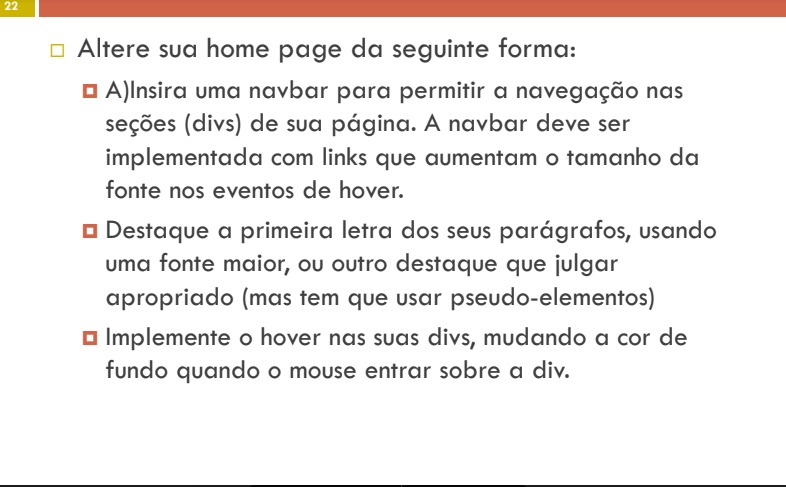 22
Altere sua home page da seguinte forma:
A)Insira uma navbar para permitir a navegação nas
seções (divs) de sua página. A navbar deve ser
implementada com links que aumentam o tamanho da
fonte nos eventos de hover.
Destaque a primeira letra dos seus parágrafos, usando
uma fonte maior, ou outro destaque que julgar
apropriado (mas tem que usar pseudo-elementos)
Implemente o hover nas suas divs, mudando a cor de
fundo quando o mouse entrar sobre a div.